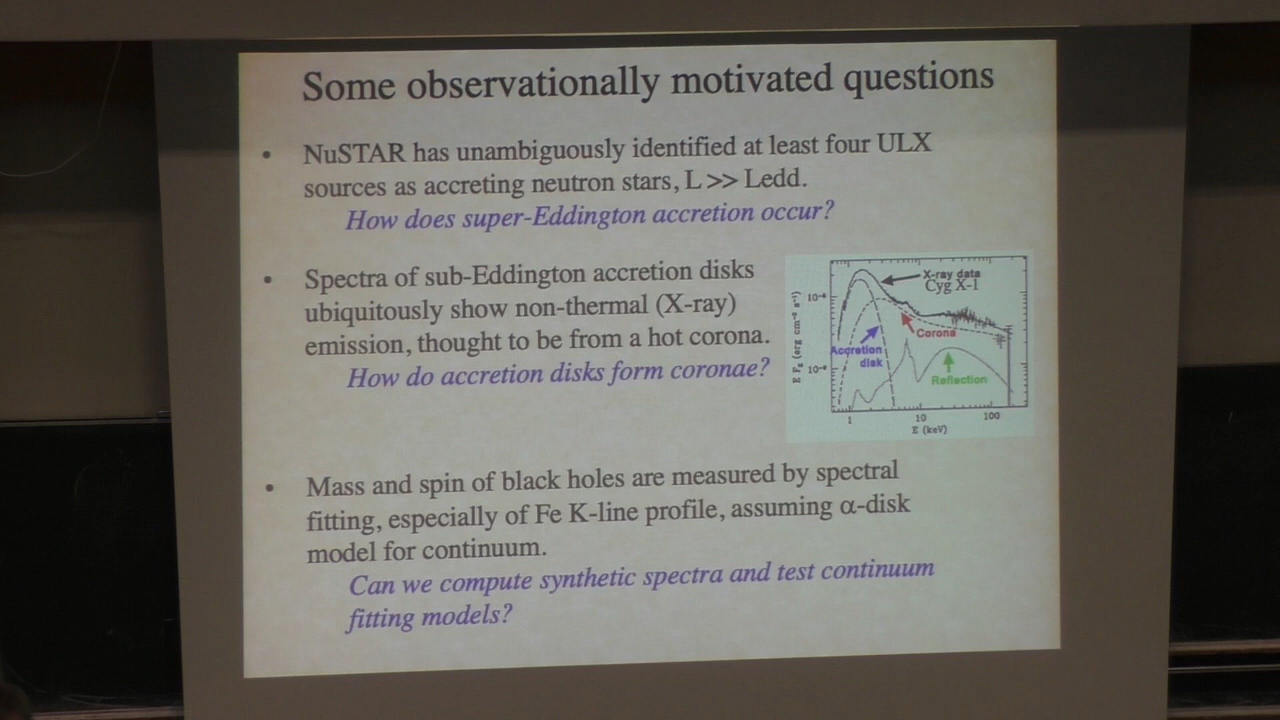 Some observationally motivated questions
• NuSTAR has unambiguously identified at least four ULX
sources as accreting neutron stars, L >> Ledd.
How does super-Eddington accretion occur?
• Spectra of sub-Eddington accretion disks
ubiquitously show non-thermal (X-ray)
emission, thought to be from a hot corona.
How do accretion disks form coronae?
X-ray data
Cyg X-1
Corona
Accretion
disk
Reflection
E (keV)
1
10
100
• Mass and spin of black holes are measured by spectral
fitting, especially of Fe K-line profile, assuming α-disk
model for continuum.
Can we compute synthetic spectra and test continuum
fitting models?